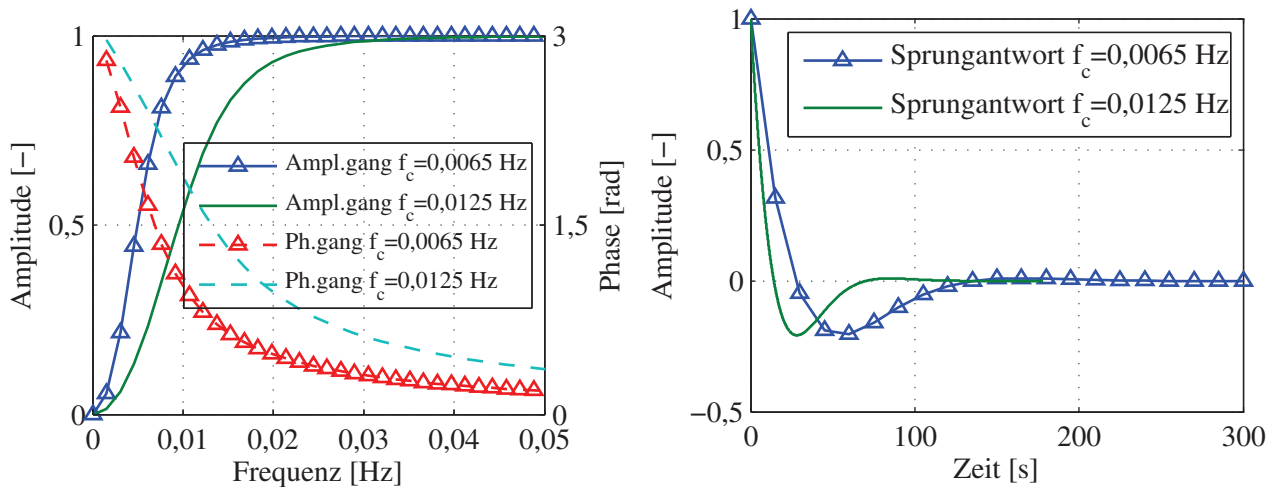 1
0,5
0
Amplitude [−]
0
0,01
0,02
0,03
0,04
0,05
Frequenz [Hz]
3
1,5
0
Phase [rad]
Ampl.gang f_c=0,0065 Hz
Ampl.gang f_c=0,0125 Hz
Ph.gang f_c=0,0065 Hz
Ph.gang f_c=0,0125 Hz
1
0,5
0
−0,5
Amplitude [−]
0
100
200
300
Zeit [s]
Sprungantwort f_c=0,0065 Hz
Sprungantwort f_c=0,0125 Hz